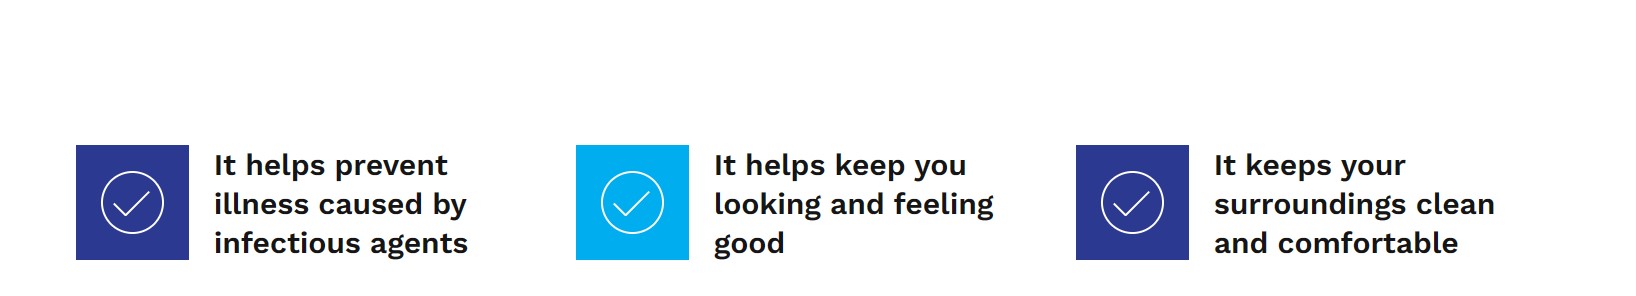 It helps prevent
illness caused by
infectious agents
It helps keep you
looking and feeling
good
It keeps your
surroundings clean
and comfortable